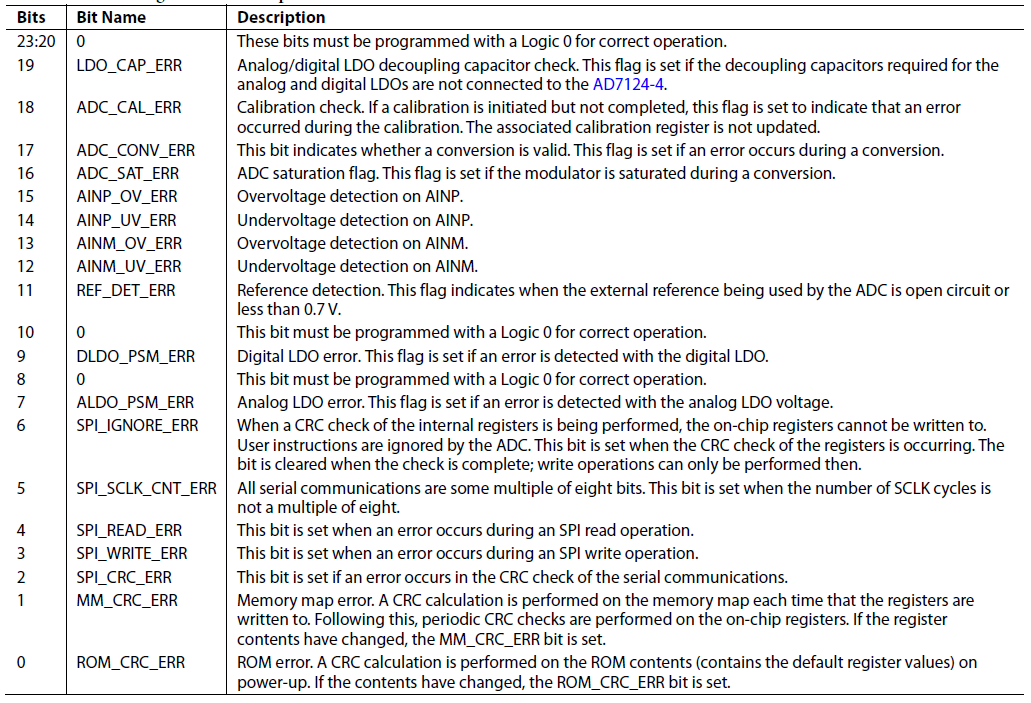 Bits Bit Name Description
23:20 0 These bits must be programmed with a Logic 0 for correct operation.
19 LDO_CAP_ERR Analog/digital LDO decoupling capacitor check. This flag is set if the decoupling capacitors required for the
analog and digital LDOs are not connected to the AD7124-4.
18 ADC_CAL_ERR Calibration check. If a calibration is initiated but not completed, this flag is set to indicate that an error
occurred during the calibration. The associated calibration register is not updated.
17 ADC_CONV_ERR This bit indicates whether a conversion is valid. This flag is set if an error occurs during a conversion.
16 ADC_SAT_ERR ADC saturation flag. This flag is set if the modulator is saturated during a conversion.
15 AINP_OV_ERR Overvoltage detection on AINP.
14 AINP_UV_ERR Undervoltage detection on AINP.
13 AINM_OV_ERR Overvoltage detection on AINM.
12 AINM_UV_ERR Undervoltage detection on AINM.
11 REF_DET_ERR Reference detection. This flag indicates when the external reference being used by the ADC is open circuit or
less than 0.7 V.
10 0 This bit must be programmed with a Logic 0 for correct operation.
9 DLDO_PSM_ERR Digital LDO error. This flag is set if an error is detected with the digital LDO.
8 0 This bit must be programmed with a Logic 0 for correct operation.
7 ALDO_PSM_ERR Analog LDO error. This flag is set if an error is detected with the analog LDO voltage.
6 SPI_IGNORE_ERR When a CRC check of the internal registers is being performed, the on-chip registers cannot be written to.
User instructions are ignored by the ADC. This bit is set when the CRC check of the registers is occurring. The
bit is cleared when the check is complete; write operations can only be performed then.
5 SPI_SCLK_CNT_ERR All serial communications are some multiple of eight bits. This bit is set when the number of SCLK cycles is
not a multiple of eight.
4 SPI_READ_ERR This bit is set when an error occurs during an SPI read operation.
3 SPI_WRITE_ERR This bit is set when an error occurs during an SPI write operation.
2 SPI_CRC_ERR This bit is set if an error occurs in the CRC check of the serial communications.
1 MM_CRC_ERR Memory map error. A CRC calculation is performed on the memory map each time that the registers are
written to. Following this, periodic CRC checks are performed on the on-chip registers. If the register
contents have changed, the MM_CRC_ERR bit is set.
0 ROM_CRC_ERR ROM error. A CRC calculation is performed on the ROM contents (contains the default register values) on
power-up. If the contents have changed, the ROM_CRC_ERR bit is set.